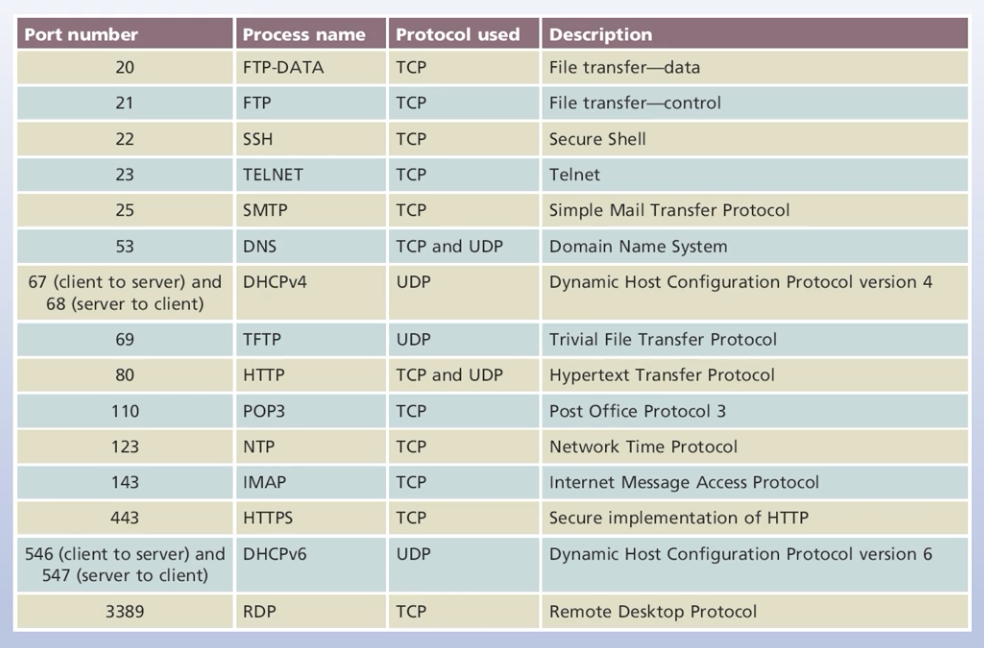 Port number Process name Protocol used Description
20 FTP-DATA TCP File transfer—data
21 FTP TCP File transfer—control
22 SSH TCP Secure Shell
23 TELNET TCP Telnet
25 SMTP TCP Simple Mail Transfer Protocol
53 DNS TCP and UDP Domain Name System
67 (client to server) and DHCPv4 UDP Dynamic Host Configuration Protocol version 4
68 (server to client)
69 TFTP UDP Trivial File Transfer Protocol
80 HTTP TCP and UDP Hypertext Transfer Protocol
110 POP3 TCP Post Office Protocol 3
123 NTP TCP Network Time Protocol
143 IMAP TCP Internet Message Access Protocol
443 HTTPS TCP Secure implementation of HTTP
546 (client to server) and DHCPv6 UDP Dynamic Host Configuration Protocol version 6
547 (server to client)
3389 RDP TCP Remote Desktop Protocol